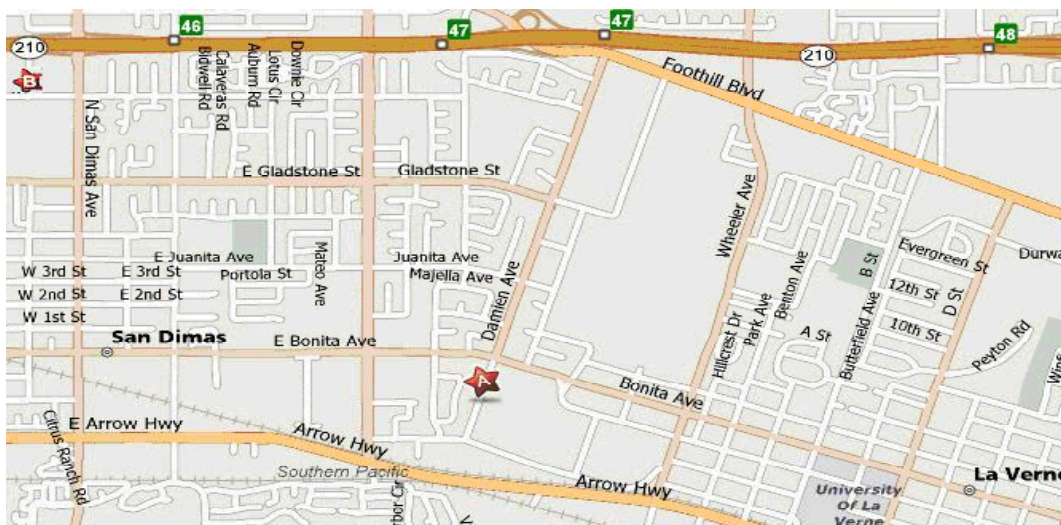 46
47
47
48
210
210
B
Foothill Blvd
Downie Cir
Lotus Cir
Auburn Rd
Calaveras Rd
Bidwell Rd
N San Dimas Ave
E Gladstone St
Gladstone St
Wheeler Ave
Evergreen St
B St
E Juanita Ave
Juanita Ave
W 3rd St
E 3rd St
Portola St
Majella Ave
Mateo Ave
Damien Ave
Benton Ave
12th St
D St
W 2nd St
E 2nd St
W 1st St
Hillcrest Dr
Park Ave
A St
Butterfield Ave
10th St
Peyton Rd
San Dimas
E Bonita Ave
A
Bonita Ave
E Arrow Hwy
Citrus Ranch Rd
Arrow Hwy
Southern Pacific
Arrow Hwy
La Verne
University
Of La
Verne